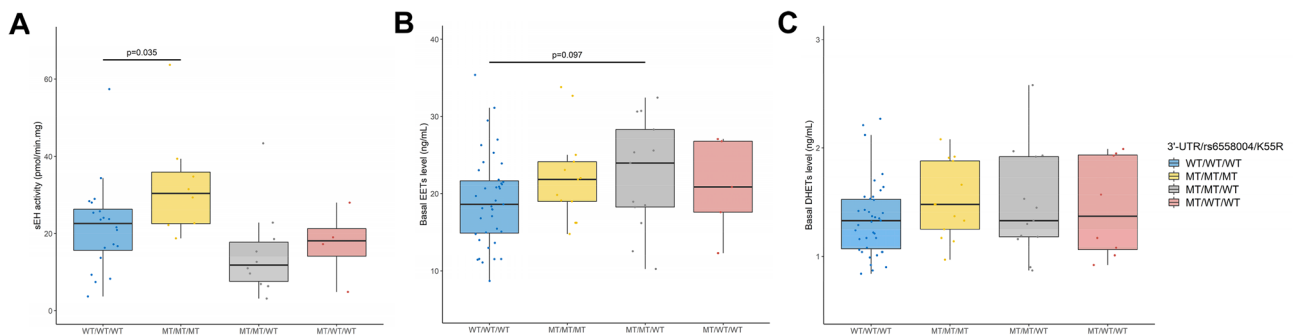 A
sEH activity (pmol/min.mg)
60
40
20
0
p=0.035
WT/WT/WT
MT/MT/MT
MT/MT/WT
MT/WT/WT
B
Basal EETs level (ng/mL)
40
30
20
10
p=0.097
WT/WT/WT
MT/MT/MT
MT/MT/WT
MT/WT/WT
C
Basal DHETs level (ng/mL)
3
2
1
WT/WT/WT
MT/MT/MT
MT/MT/WT
MT/WT/WT
3'-UTR/rs6558004/K55R
WT/WT/WT
MT/MT/MT
MT/MT/WT
MT/WT/WT